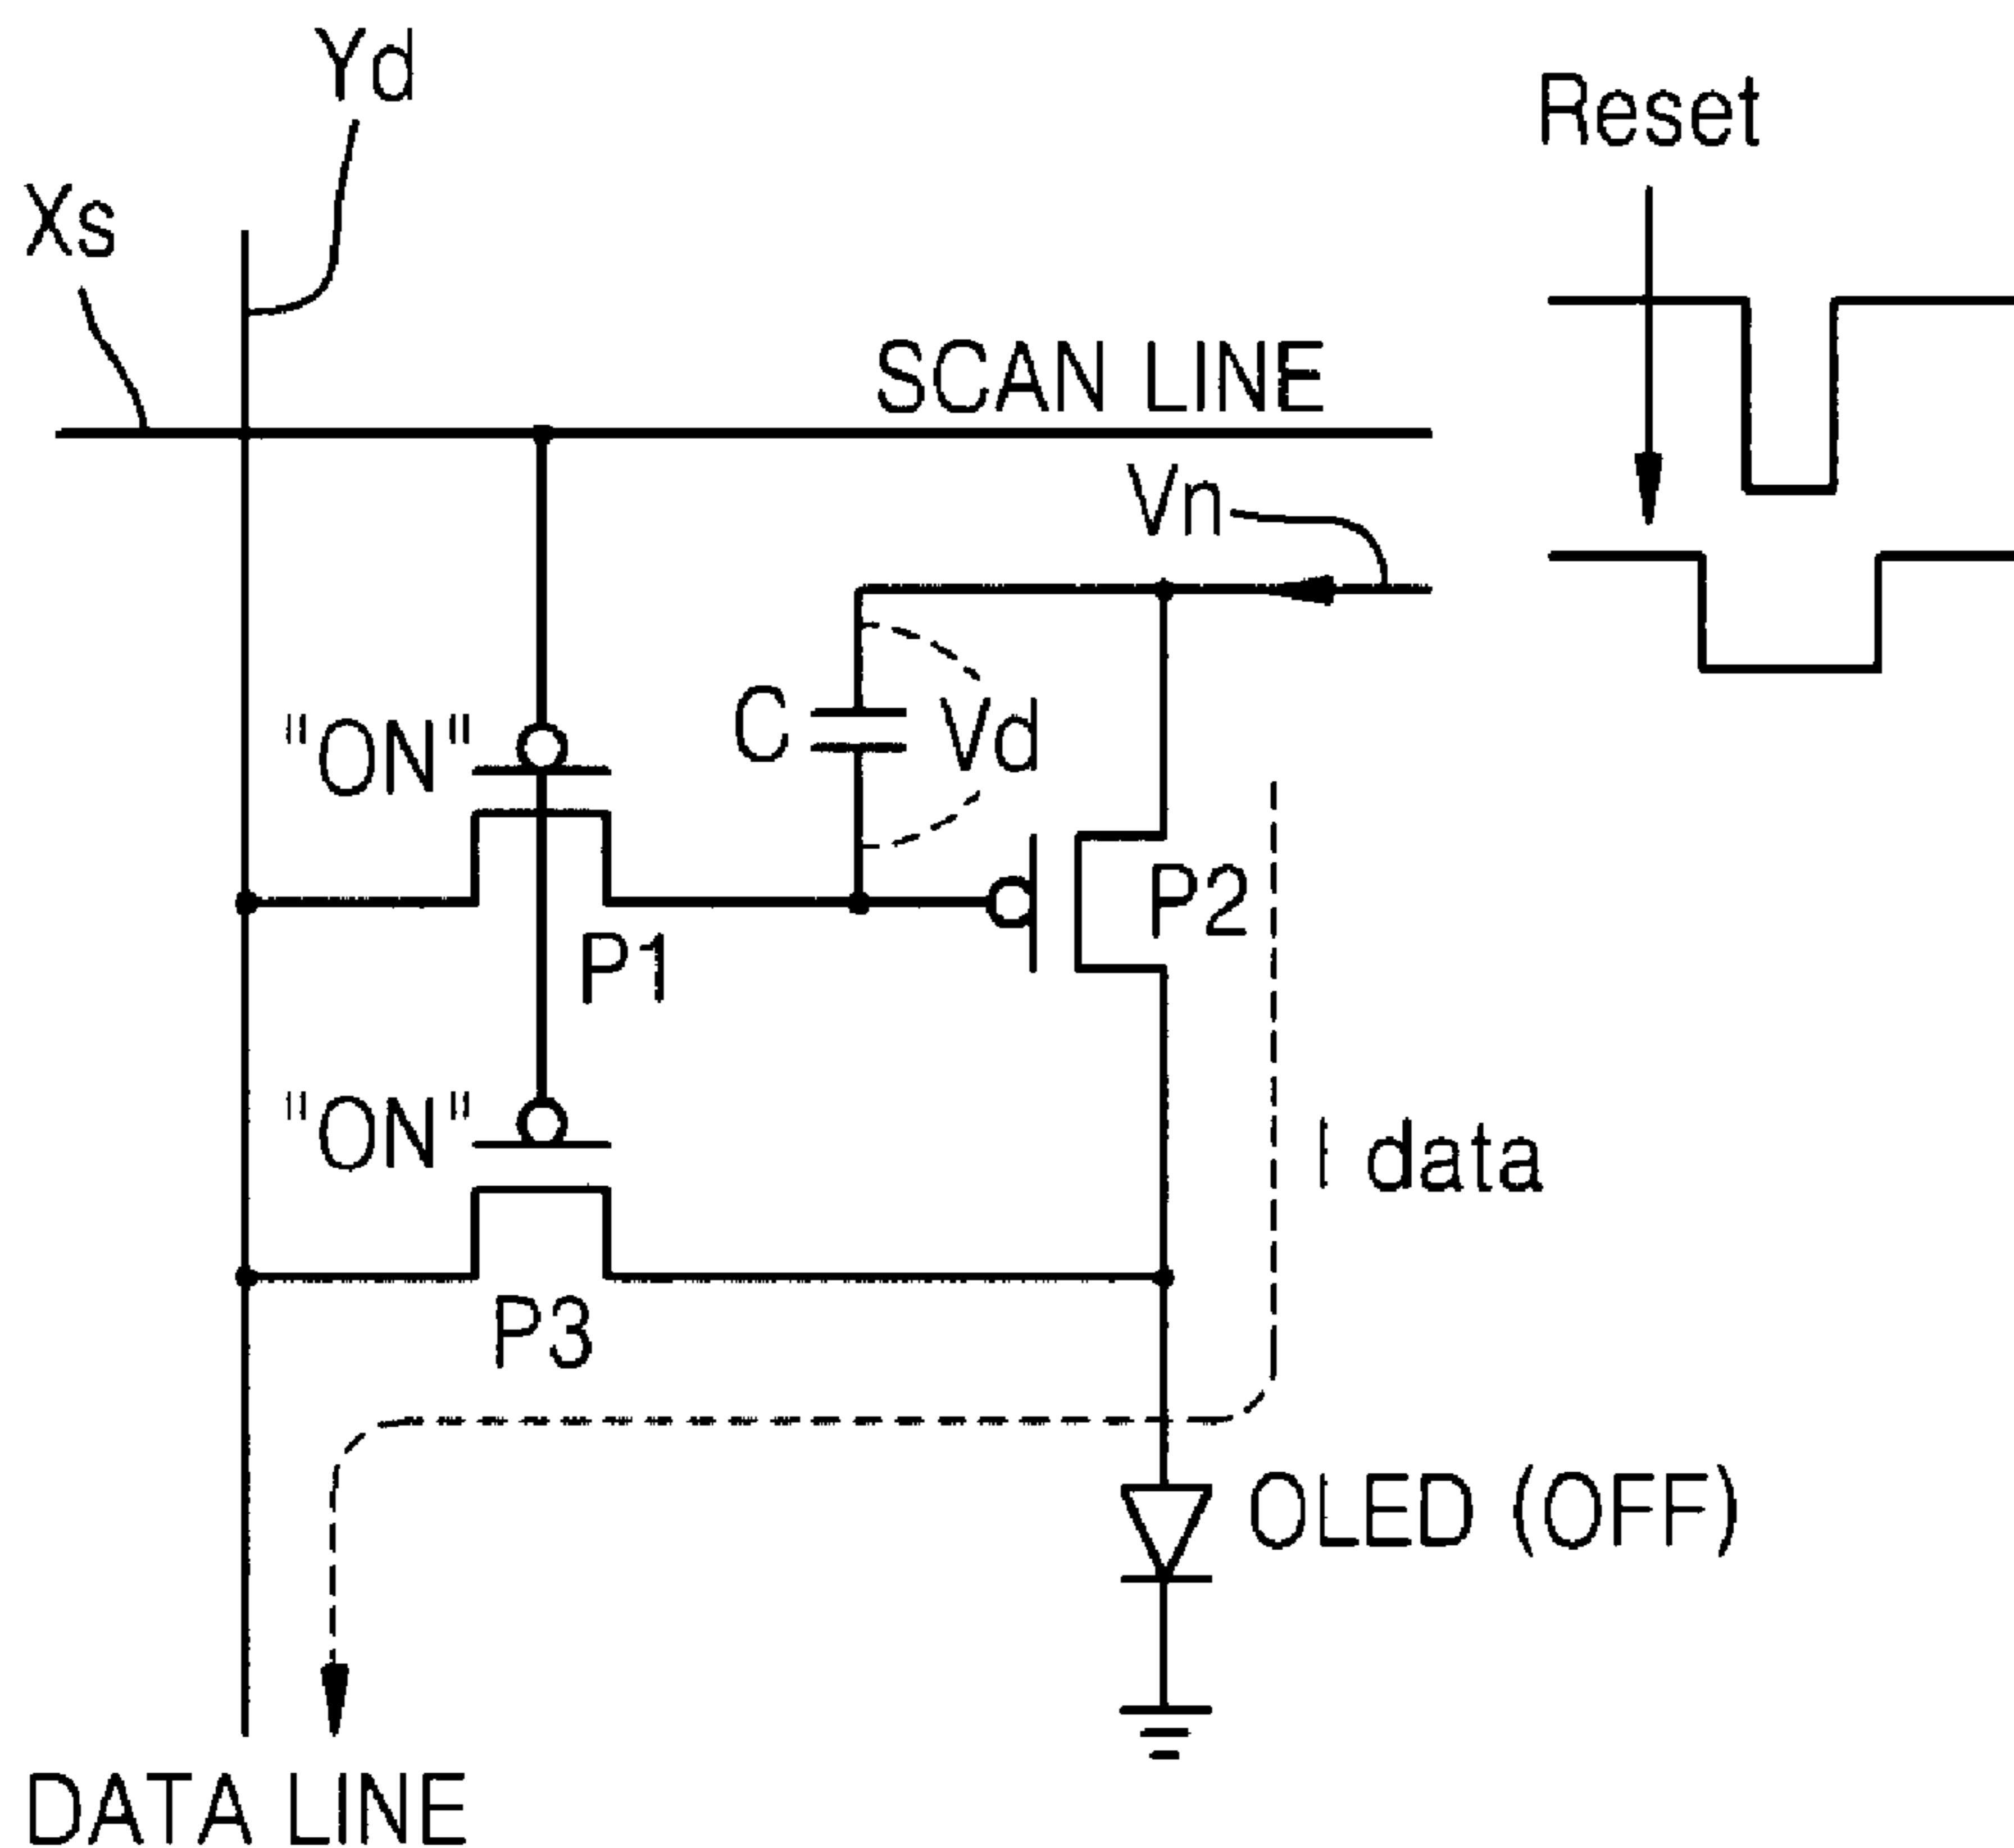 Yd
Reset
Xs
SCAN LINE
Vn
"ON"
C
Vd
P2
P1
"ON"
I data
P3
OLED (OFF)
DATA LINE